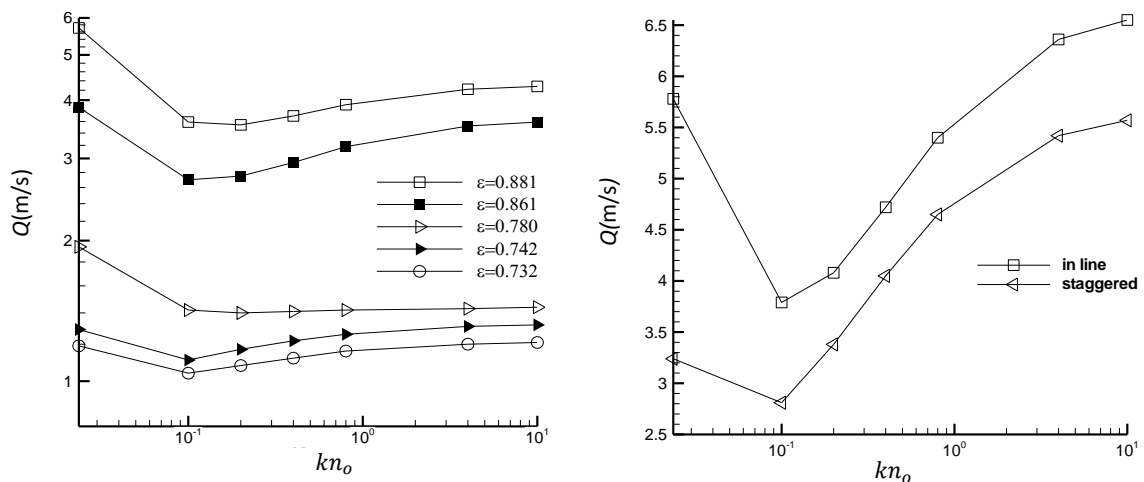 6
5
4
3
2
1
Q(m/s)
ε=0.881
ε=0.861
ε=0.780
ε=0.742
ε=0.732
10⁻¹
10⁰
10¹
knₒ
6.5
6
5.5
5
4.5
4
3.5
3
2.5
Q(m/s)
in line
staggered
10⁻¹
10⁰
10¹
knₒ